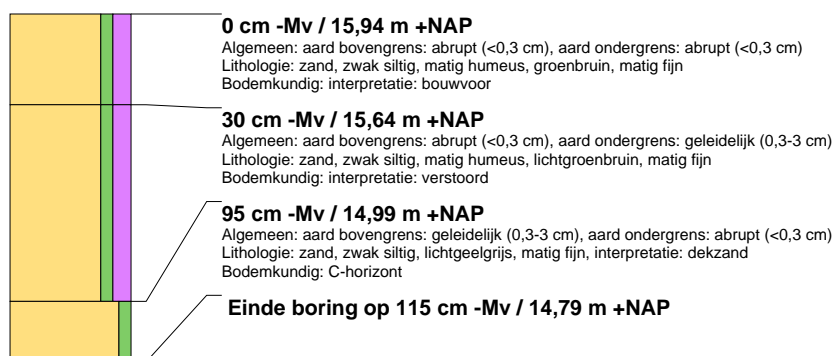 0 cm -Mv / 15,94 m +NAP
Algemeen: aard bovengrens: abrupt (<0,3 cm), aard ondergrens: abrupt (<0,3 cm)
Lithologie: zand, zwak siltig, matig humeus, groenbruin, matig fijn
Bodemkundig: interpretatie: bouwvoor
30 cm -Mv / 15,64 m +NAP
Algemeen: aard bovengrens: abrupt (<0,3 cm), aard ondergrens: geleidelijk (0,3-3 cm)
Lithologie: zand, zwak siltig, matig humeus, lichtgroenbruin, matig fijn
Bodemkundig: interpretatie: verstoord
95 cm -Mv / 14,99 m +NAP
Algemeen: aard bovengrens: geleidelijk (0,3-3 cm), aard ondergrens: abrupt (<0,3 cm)
Lithologie: zand, zwak siltig, lichtgeelgrijs, matig fijn, interpretatie: dekzand
Bodemkundig: C-horizont
Einde boring op 115 cm -Mv / 14,79 m +NAP